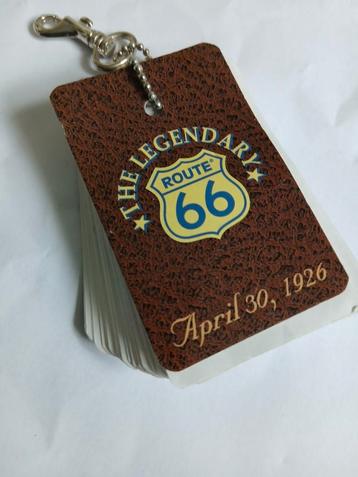 THE LEGENDARY
ROUTE
66
April 30, 1926